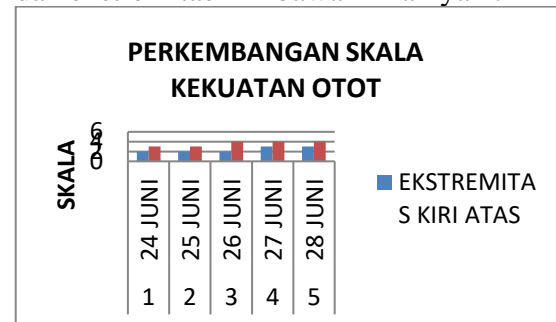 PERKEMBANGAN SKALA
KEKUATAN OTOT
SKALA
6
4
2
0
24 JUNI
25 JUNI
26 JUNI
27 JUNI
28 JUNI
1
2
3
4
5
EKSTREMITA
S KIRI ATAS